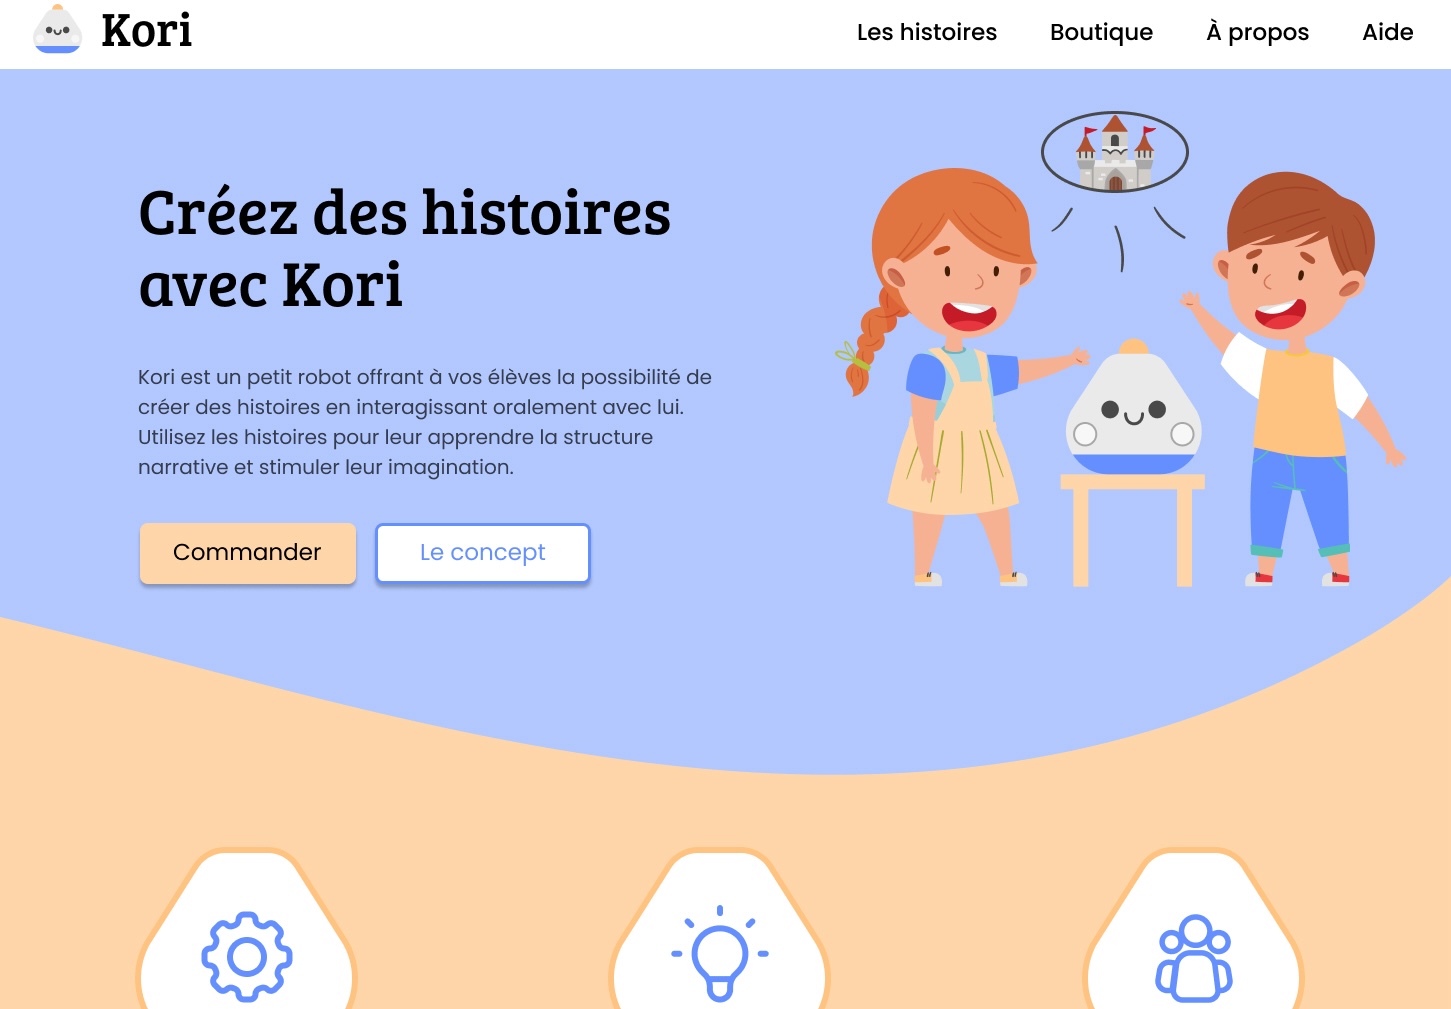 Kori
Les histoires
Boutique
À propos
Aide
Créez des histoires
avec Kori
Kori est un petit robot offrant à vos élèves la possibilité de
créer des histoires en interagissant oralement avec lui.
Utilisez les histoires pour leur apprendre la structure
narrative et stimuler leur imagination.
Commander
Le concept